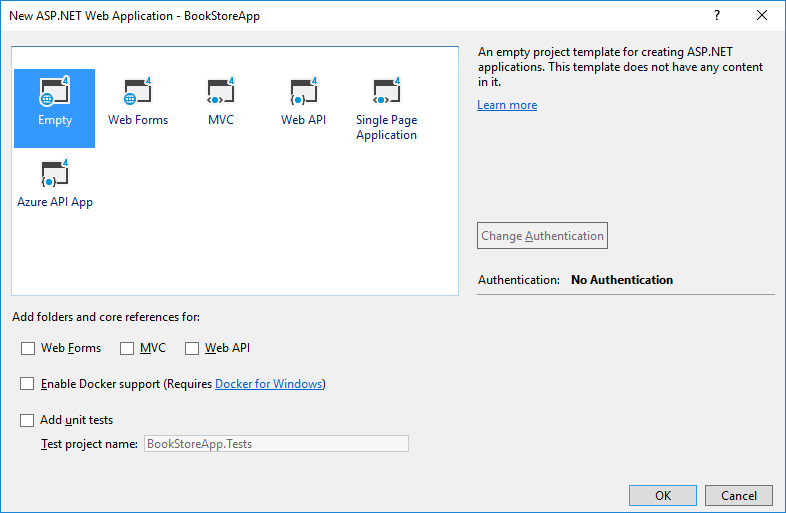 New ASP.NET Web Application - BookStoreApp
?
4 4 4 4 4
Empty Web Forms MVC Web API Single Page
Application
4
Azure API App
An empty project template for creating ASP.NET
applications. This template does not have any content
in it.
Learn more
Change Authentication
Authentication: No Authentication
Add folders and core references for:
Web Forms MVC Web API
Enable Docker support (Requires Docker for Windows)
Add unit tests
Test project name: BookStoreApp.Tests
OK Cancel